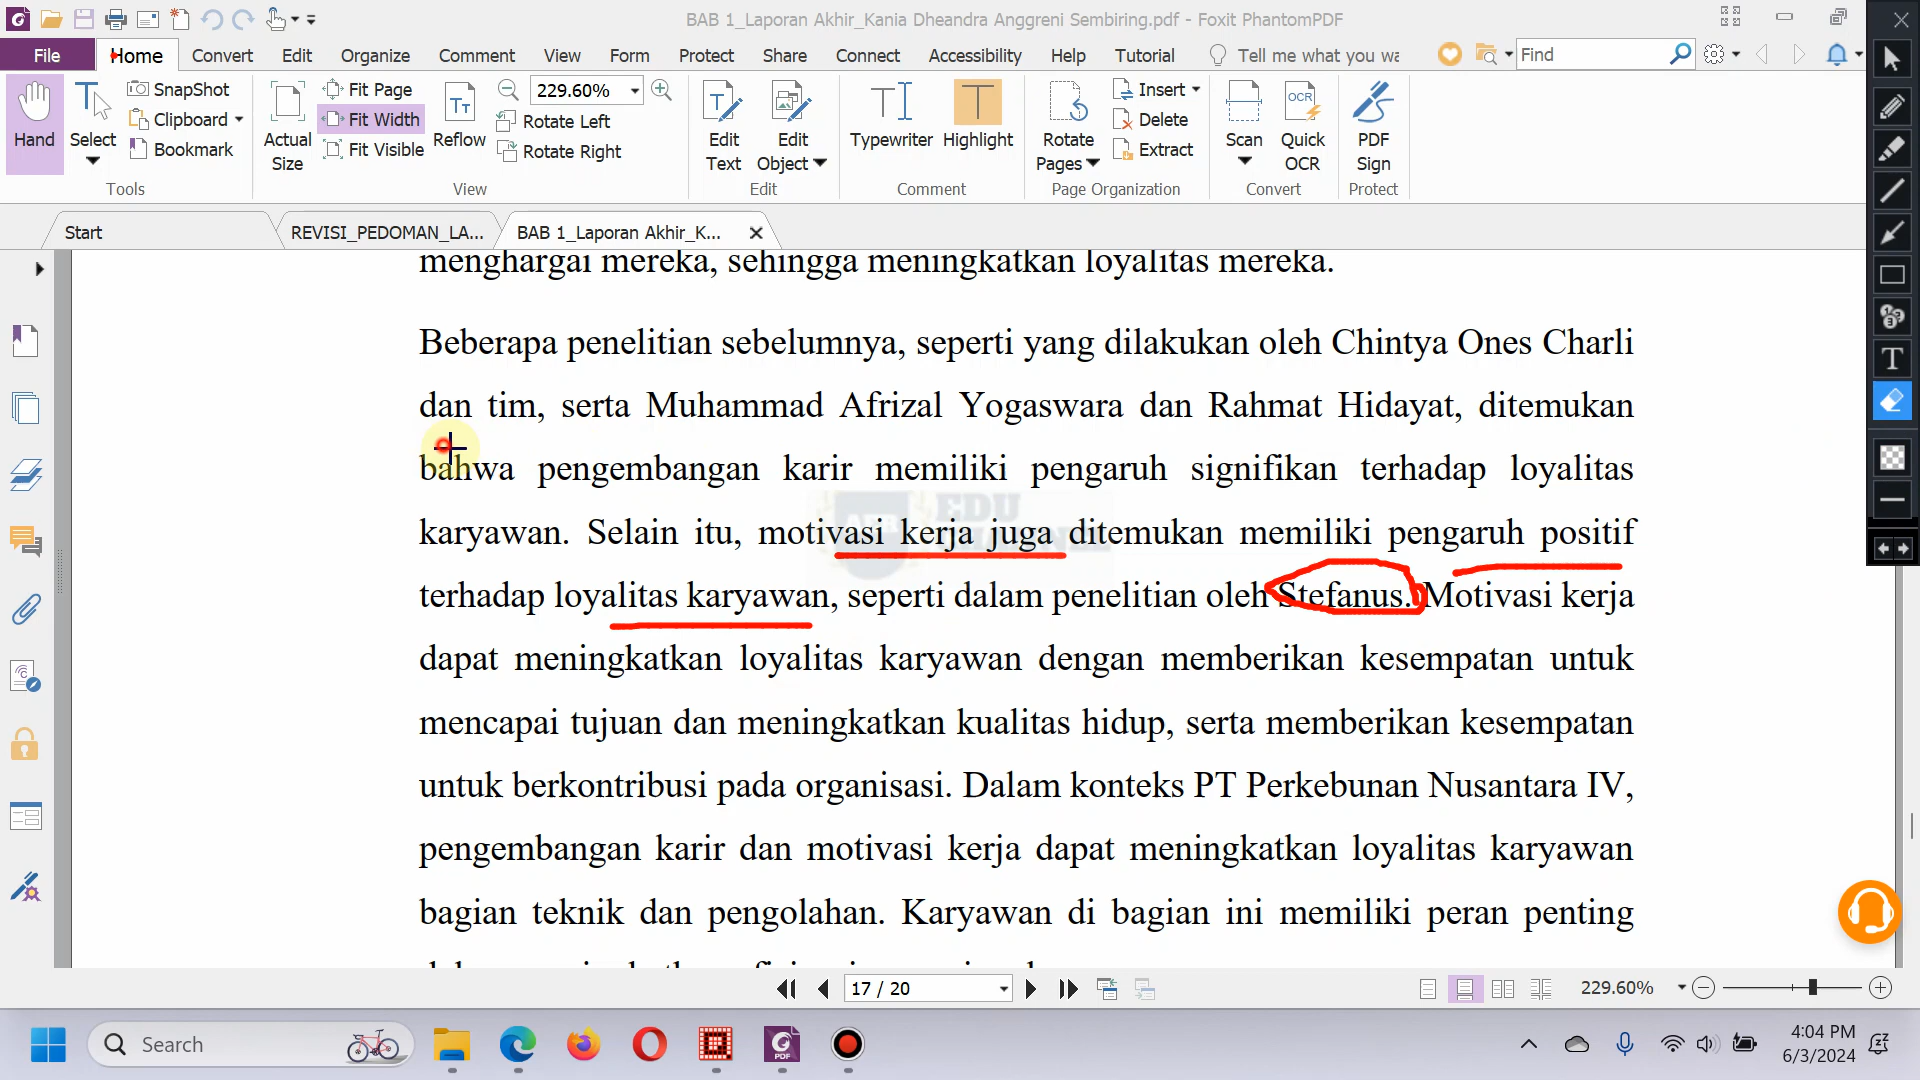 BAB 1_Laporan Akhir_Kania Dheandra Anggreni Sembiring.pdf - Foxit PhantomPDF
File Home Convert Edit Organize Comment View Form Protect Share Connect Accessibility Help Tutorial Tell me what you wa Find
Hand
Select
SnapShot
Clipboard
Bookmark
Tools
Actual Size
Fit Page
Fit Width
Fit Visible
Reflow
229.60%
Rotate Left
Rotate Right
View
Edit Text
Edit Object
Edit
Typewriter
Highlight
Comment
Rotate Pages
Insert
Delete
Extract
Page Organization
Scan
Quick OCR
Convert
PDF Sign
Protect
Start REVISI_PEDOMAN_LA... BAB 1_Laporan Akhir_K...
menghargai mereka, sehingga meningkatkan loyalitas mereka.
Beberapa penelitian sebelumnya, seperti yang dilakukan oleh Chintya Ones Charli
dan tim, serta Muhammad Afrizal Yogaswara dan Rahmat Hidayat, ditemukan
bahwa pengembangan karir memiliki pengaruh signifikan terhadap loyalitas
karyawan. Selain itu, motivasi kerja juga ditemukan memiliki pengaruh positif
terhadap loyalitas karyawan, seperti dalam penelitian oleh Stefanus. Motivasi kerja
dapat meningkatkan loyalitas karyawan dengan memberikan kesempatan untuk
mencapai tujuan dan meningkatkan kualitas hidup, serta memberikan kesempatan
untuk berkontribusi pada organisasi. Dalam konteks PT Perkebunan Nusantara IV,
pengembangan karir dan motivasi kerja dapat meningkatkan loyalitas karyawan
bagian teknik dan pengolahan. Karyawan di bagian ini memiliki peran penting
EDU
CHANNEL
17 / 20
229.60%
Search
4:04 PM
6/3/2024